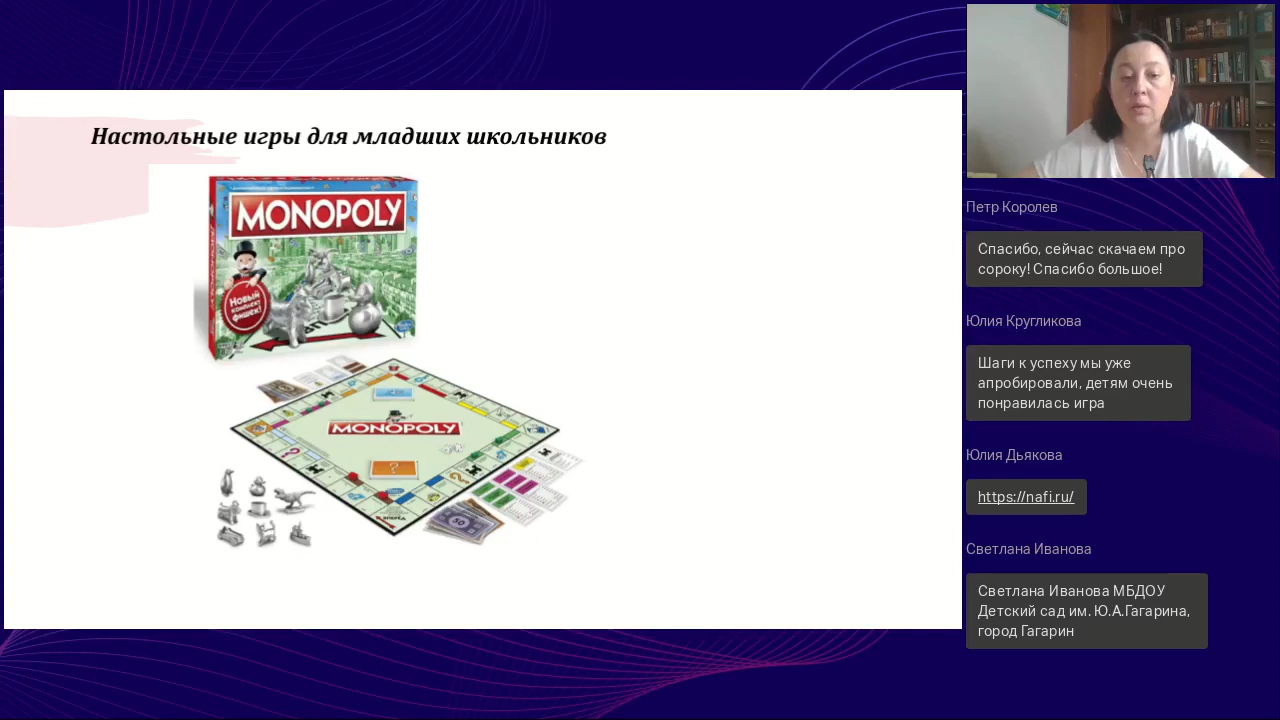 Настольные игры для младших школьников
MONOPOLY
Новый
комплект
фишек!
MONOPOLY
Петр Королев
Спасибо, сейчас скачаем про
сороку! Спасибо большое!
Юлия Кругликова
Шаги к успеху мы уже
апробировали, детям очень
понравилась игра
Юлия Дьякова
https://nafi.ru/
Светлана Иванова
Светлана Иванова МБДОУ
Детский сад им. Ю.А.Гагарина,
город Гагарин